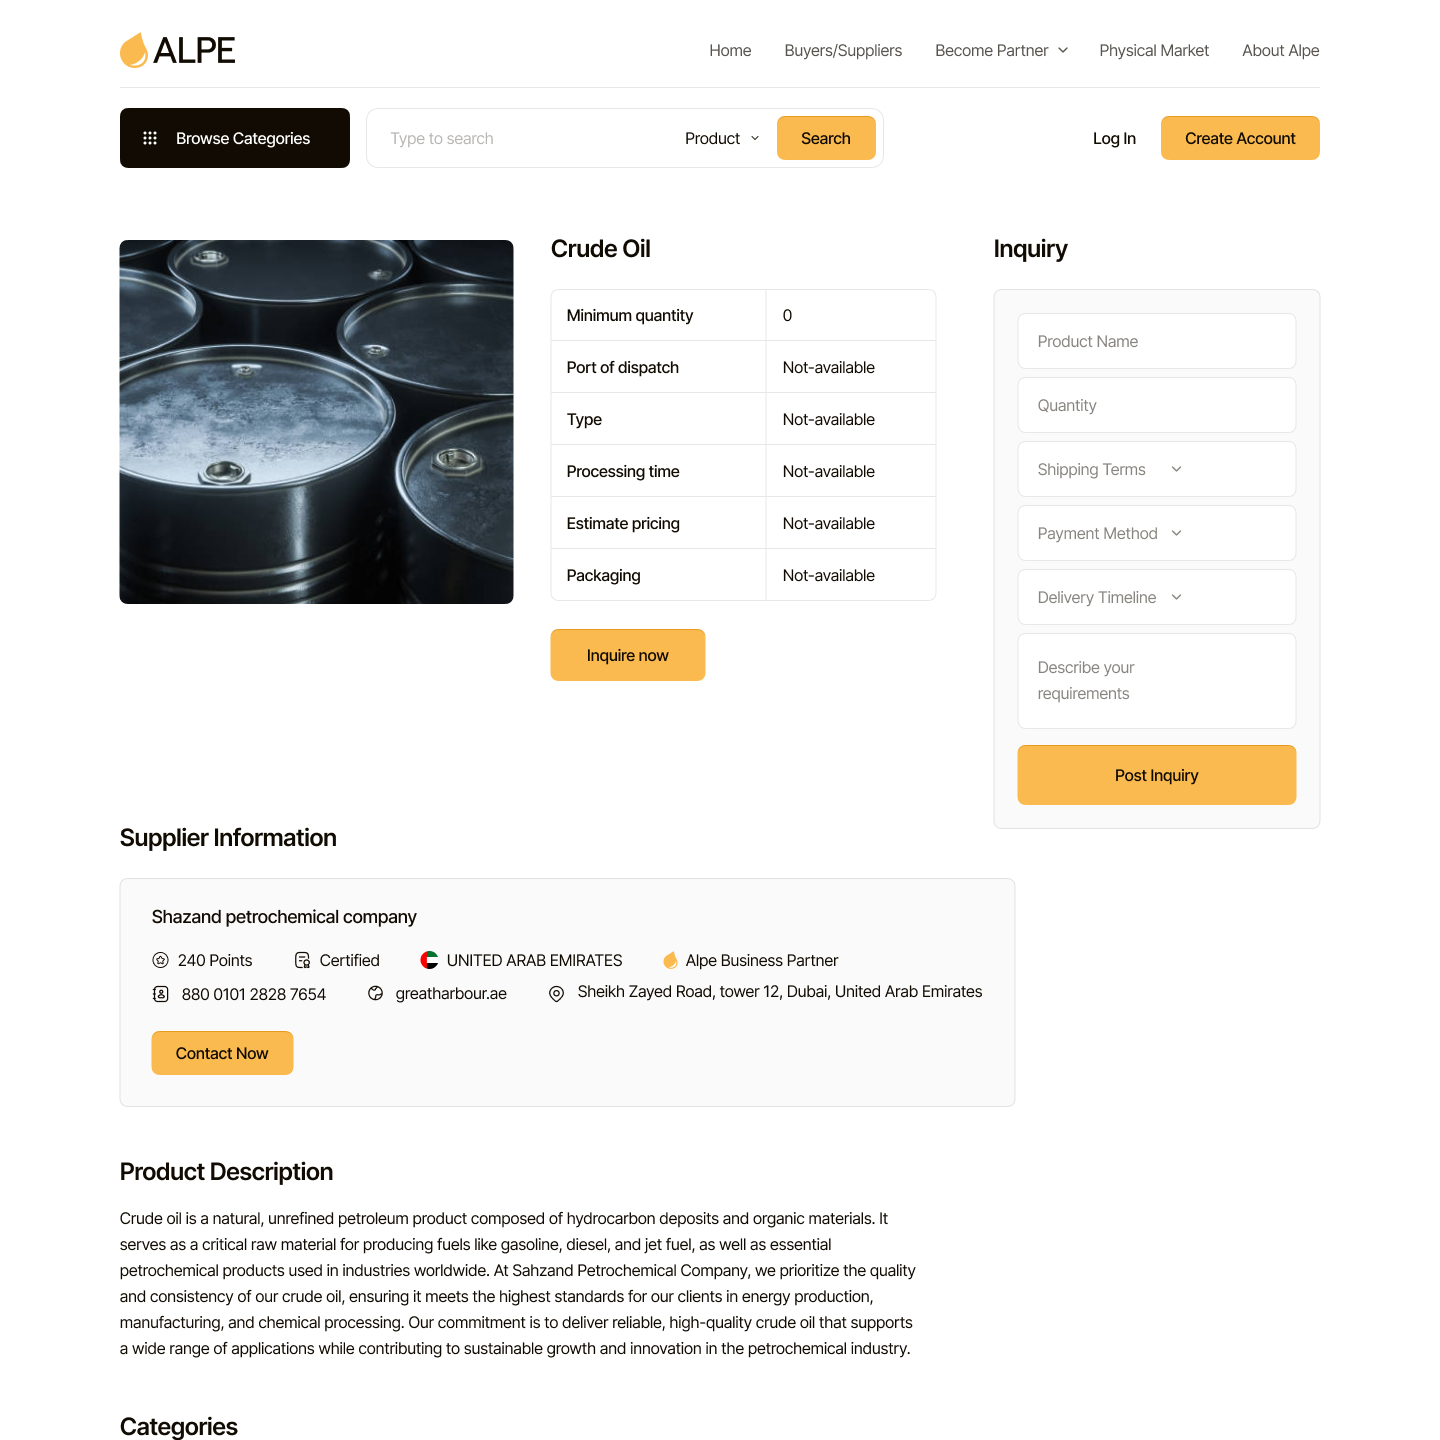 ALPE
Home Buyers/Suppliers Become Partner Physical Market About Alpe
Browse Categories
Type to search Product Search
Log In Create Account
Crude Oil
Minimum quantity 0
Port of dispatch Not-available
Type Not-available
Processing time Not-available
Estimate pricing Not-available
Packaging Not-available
Inquire now
Inquiry
Product Name
Quantity
Shipping Terms
Payment Method
Delivery Timeline
Describe your
requirements
Post Inquiry
Supplier Information
Shazand petrochemical company
240 Points Certified UNITED ARAB EMIRATES Alpe Business Partner
880 0101 2828 7654 greatharbour.ae Sheikh Zayed Road, tower 12, Dubai, United Arab Emirates
Contact Now
Product Description
Crude oil is a natural, unrefined petroleum product composed of hydrocarbon deposits and organic materials. It
serves as a critical raw material for producing fuels like gasoline, diesel, and jet fuel, as well as essential
petrochemical products used in industries worldwide. At Sahzand Petrochemical Company, we prioritize the quality
and consistency of our crude oil, ensuring it meets the highest standards for our clients in energy production,
manufacturing, and chemical processing. Our commitment is to deliver reliable, high-quality crude oil that supports
a wide range of applications while contributing to sustainable growth and innovation in the petrochemical industry.
Categories